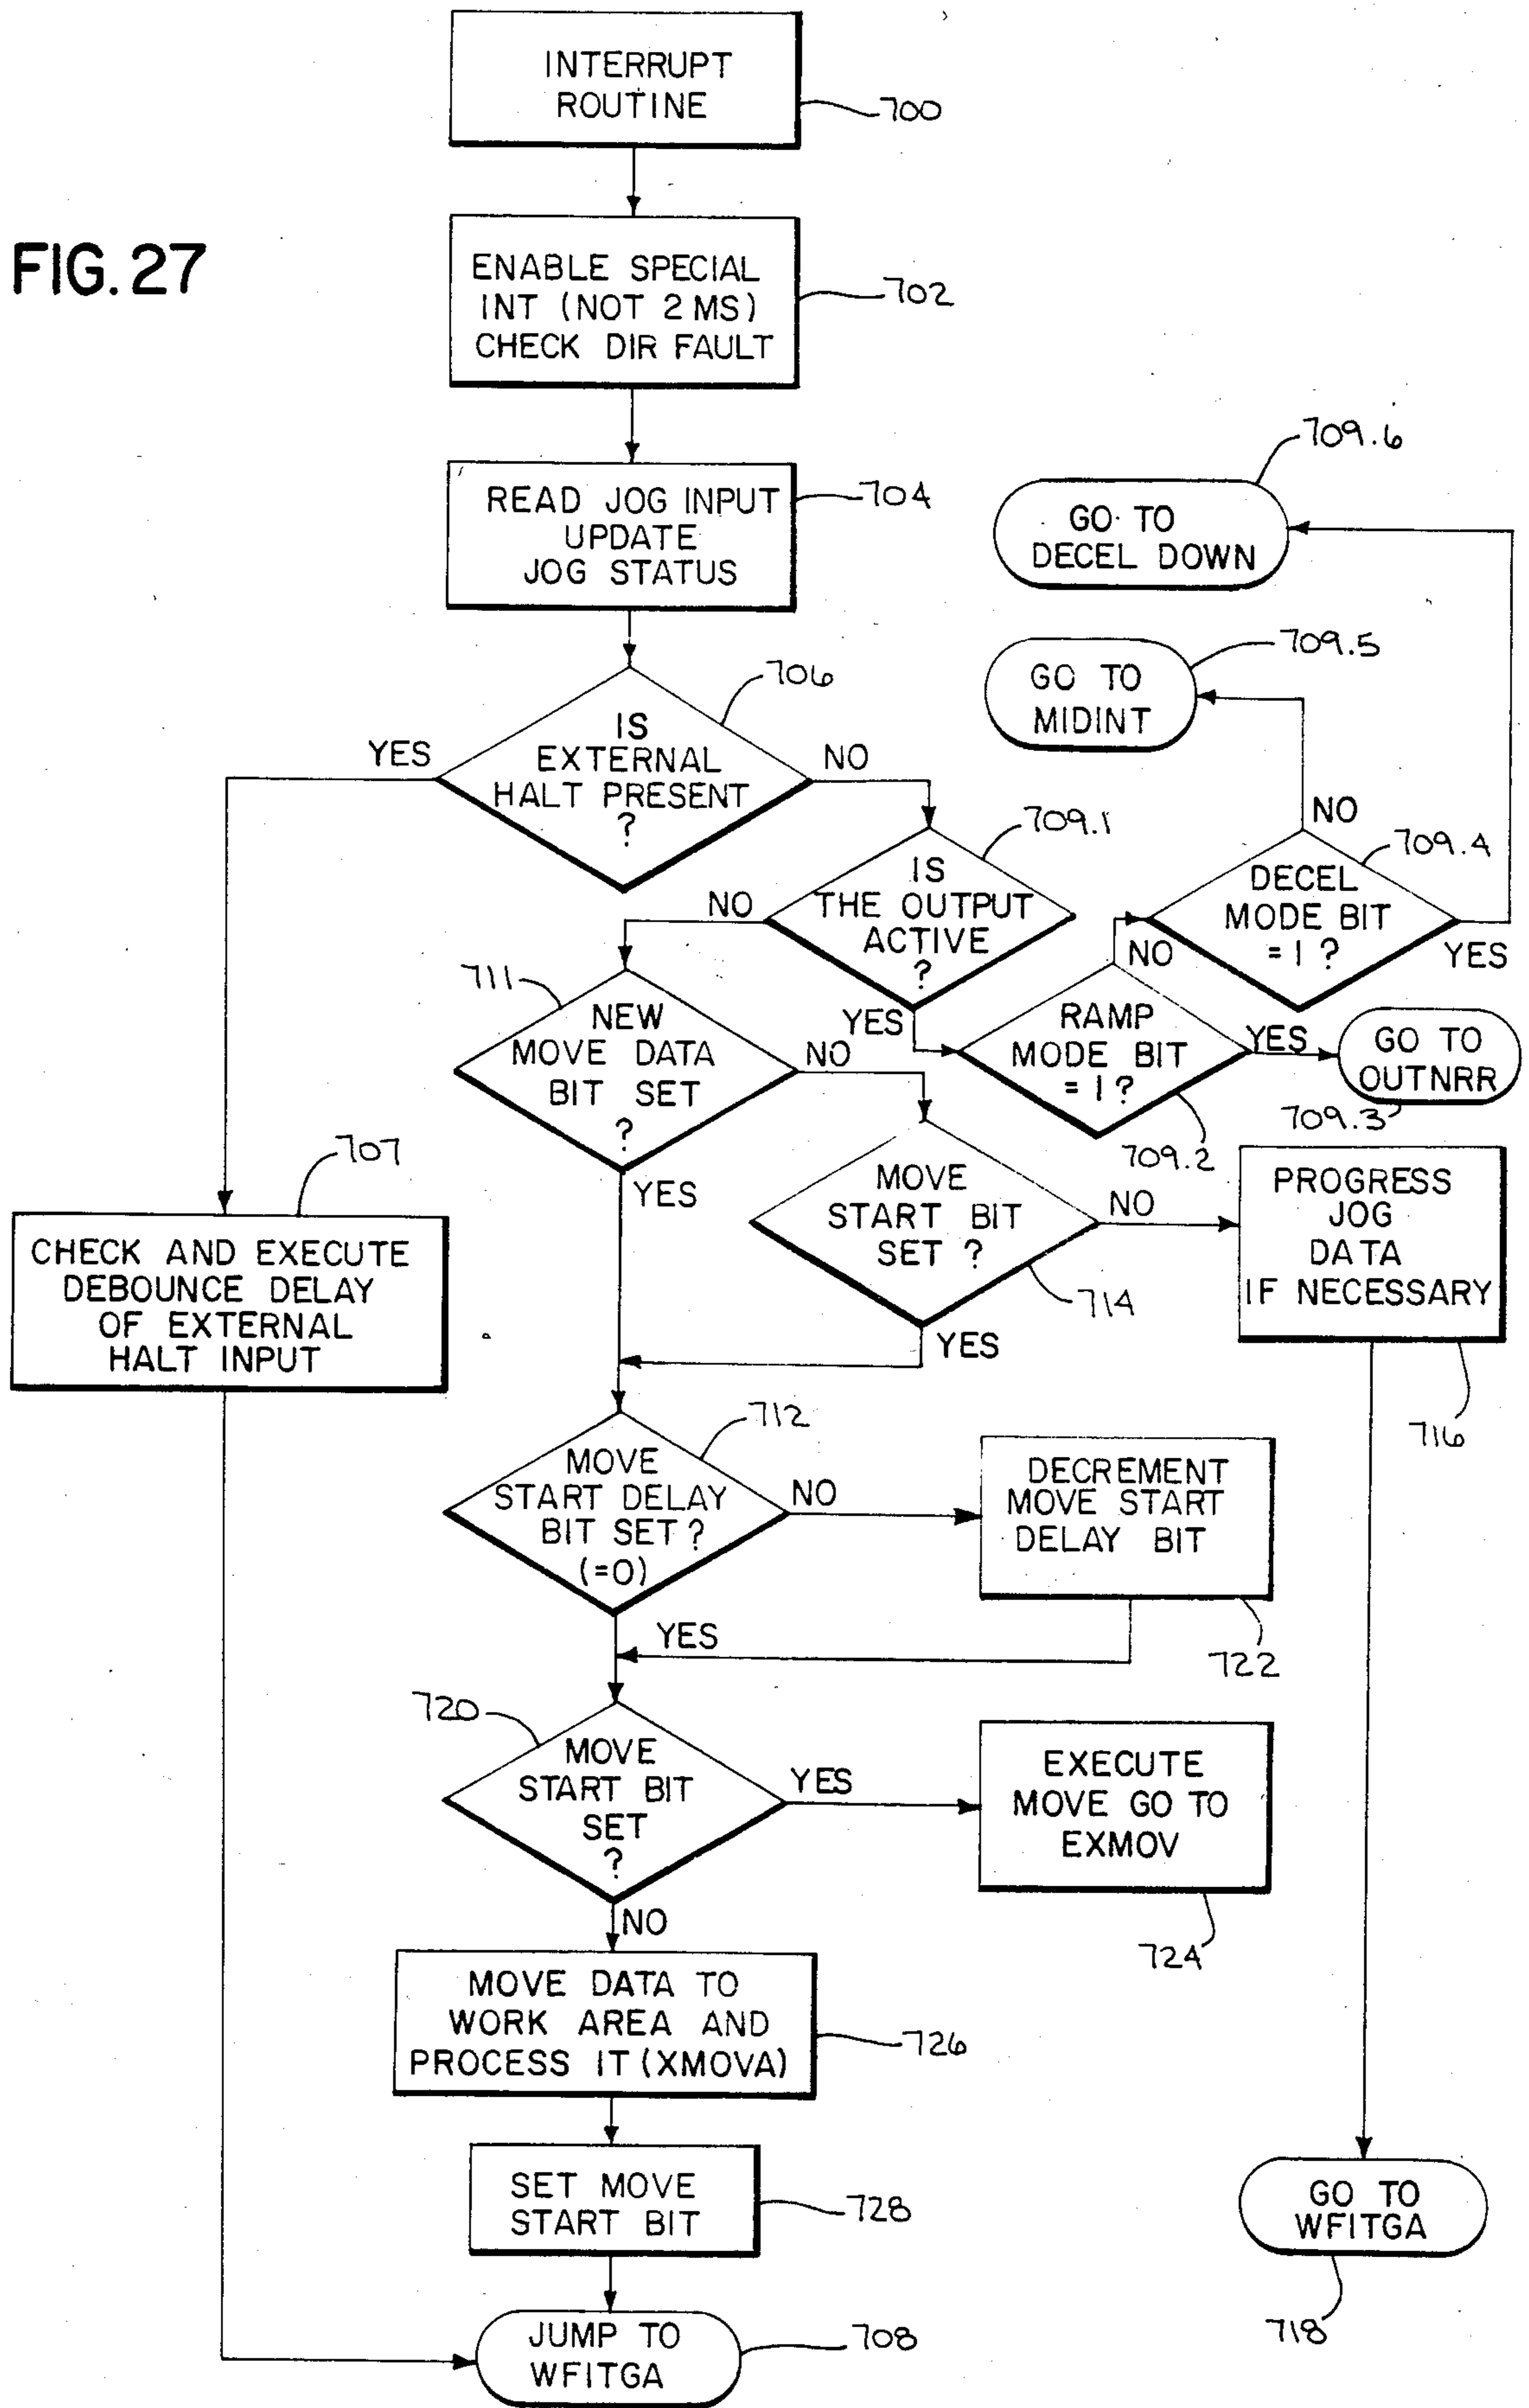 INTERRUPT
ROUTINE
700
FIG. 27
ENABLE SPECIAL
INT (NOT 2 MS)
CHECK DIR FAULT
702
READ JOG INPUT
UPDATE
JOG STATUS
704
709.6
GO TO
DECEL DOWN
709.5
GO TO
MIDINT
706
IS
EXTERNAL
HALT PRESENT
?
YES
NO
709.1
IS
THE OUTPUT
ACTIVE
?
NO
YES
NO
709.4
DECEL
MODE BIT
= 1 ?
YES
NO
RAMP
MODE BIT
= 1 ?
YES
709.2
GO TO
OUTNRR
709.3
711
NEW
MOVE DATA
BIT SET
?
NO
YES
MOVE
START BIT
SET ?
NO
714
YES
PROGRESS
JOG
DATA
IF NECESSARY
716
707
CHECK AND EXECUTE
DEBOUNCE DELAY
OF EXTERNAL
HALT INPUT
712
MOVE
START DELAY
BIT SET ?
(=0)
NO
YES
DECREMENT
MOVE START
DELAY BIT
722
720
MOVE
START BIT
SET
?
YES
NO
EXECUTE
MOVE GO TO
EXMOV
724
MOVE DATA TO
WORK AREA AND
PROCESS IT (XMOVA)
726
SET MOVE
START BIT
728
GO TO
WFITGA
718
JUMP TO
WFITGA
708